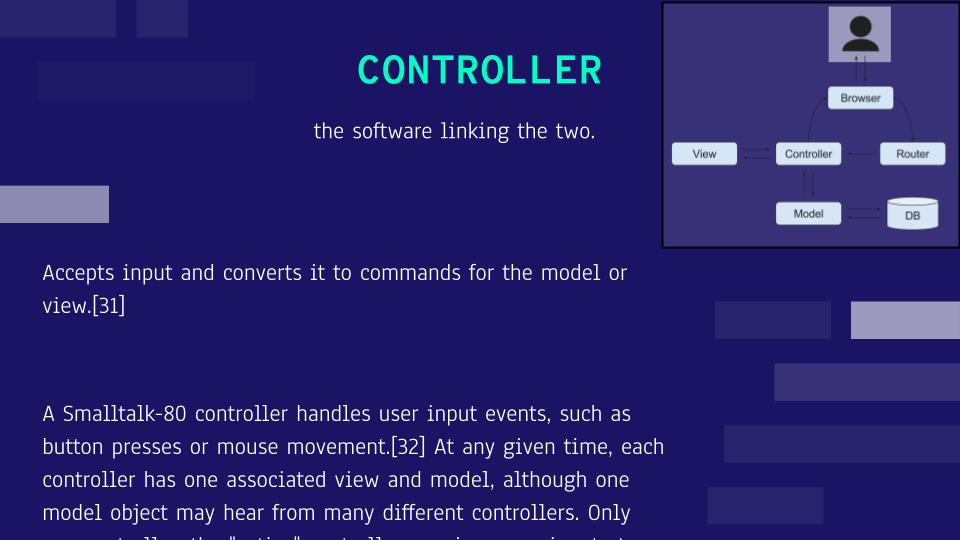 CONTROLLER
the software linking the two.
Browser
View
Controller
Router
Model
DB
Accepts input and converts it to commands for the model or
view.[31]
A Smalltalk-80 controller handles user input events, such as
button presses or mouse movement.[32] At any given time, each
controller has one associated view and model, although one
model object may hear from many different controllers. Only